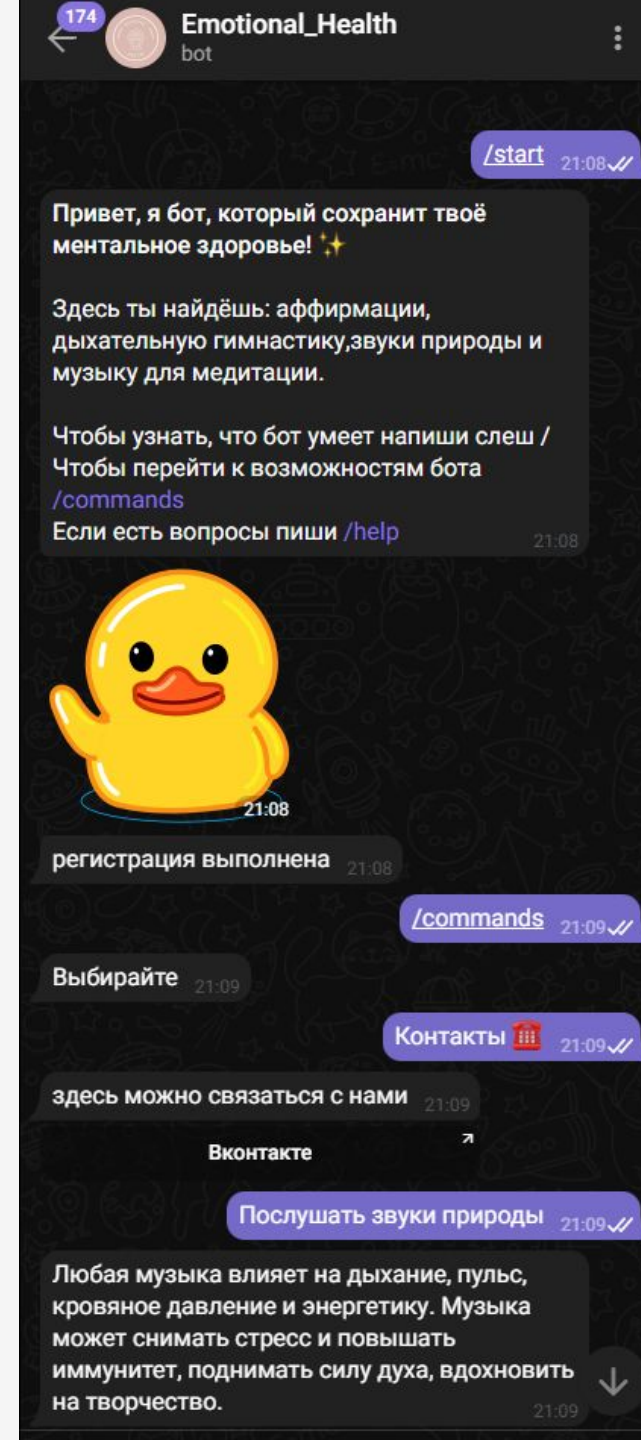 174
Emotional_Health
bot
/start 21:08
Привет, я бот, который сохранит твоё
ментальное здоровье! ✨
Здесь ты найдёшь: аффирмации,
дыхательную гимнастику,звуки природы и
музыку для медитации.
Чтобы узнать, что бот умеет напиши слеш /
Чтобы перейти к возможностям бота
/commands
Если есть вопросы пиши /help
21:08
21:08
регистрация выполнена 21:08
/commands 21:09
Выбирайте 21:09
Контакты ☎️ 21:09
здесь можно связаться с нами 21:09
Вконтакте
Послушать звуки природы 21:09
Любая музыка влияет на дыхание, пульс,
кровяное давление и энергетику. Музыка
может снимать стресс и повышать
иммунитет, поднимать силу духа, вдохновить
на творчество.
21:09